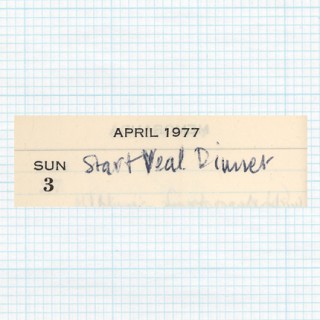 APRIL 1977
SUN Start Veal Dinner
3